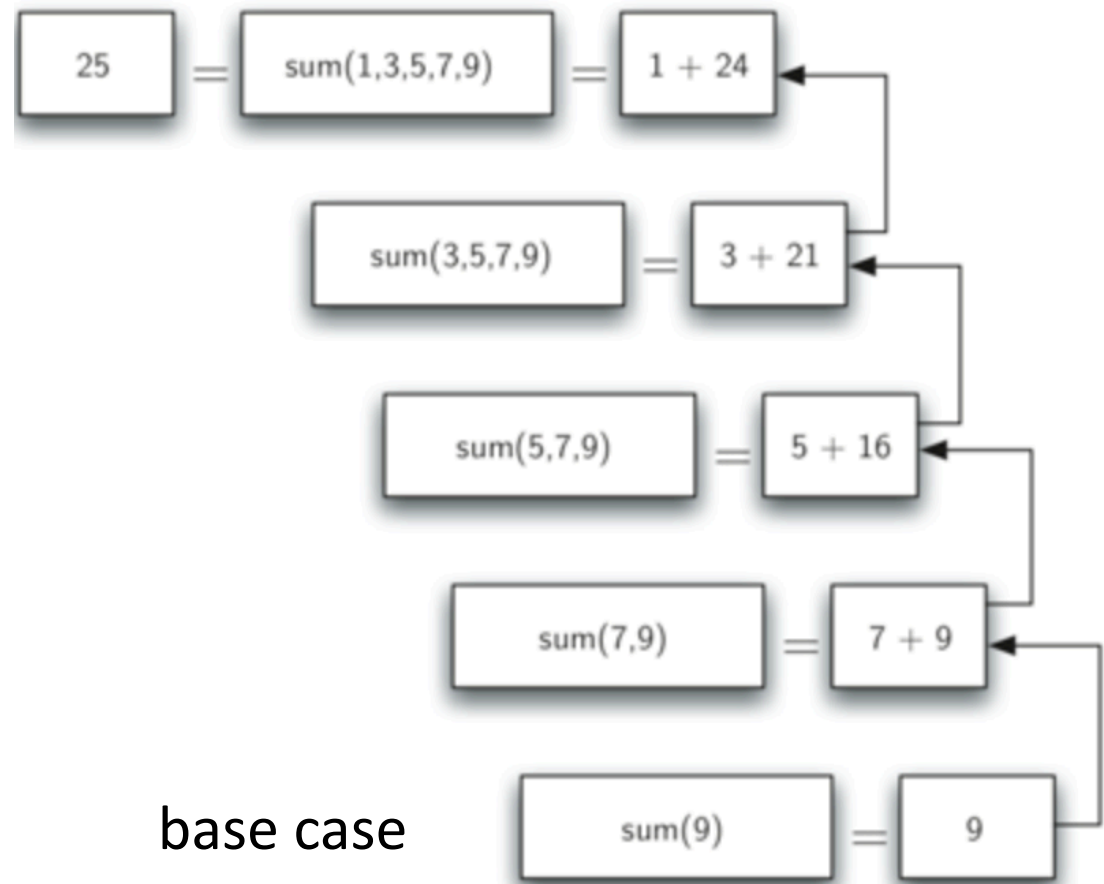 25 = sum(1,3,5,7,9) = 1 + 24
sum(3,5,7,9) = 3 + 21
sum(5,7,9) = 5 + 16
sum(7,9) = 7 + 9
base case sum(9) = 9